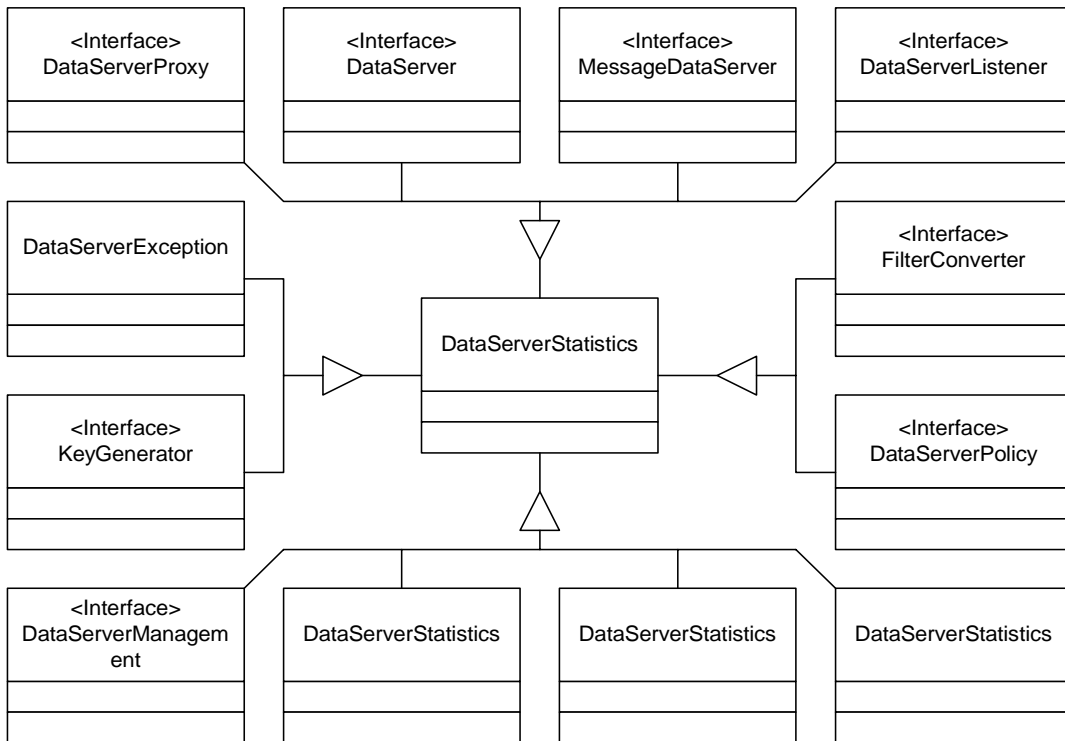 <Interface>
DataServerProxy
<Interface>
DataServer
<Interface>
MessageDataServer
<Interface>
DataServerListener
DataServerException
<Interface>
FilterConverter
DataServerStatistics
<Interface>
KeyGenerator
<Interface>
DataServerPolicy
<Interface>
DataServerManagem
ent
DataServerStatistics
DataServerStatistics
DataServerStatistics